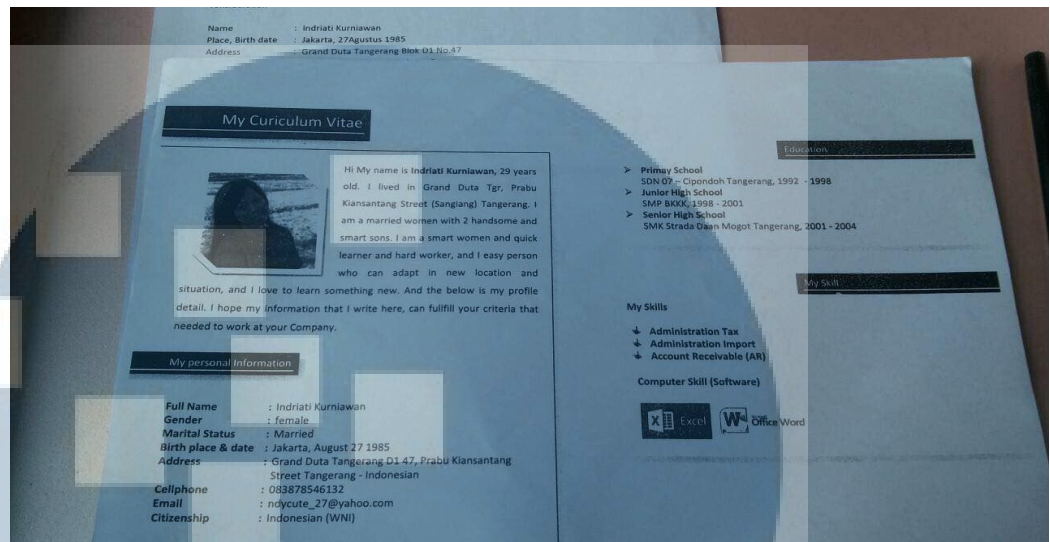 Name : Indriati Kurniawan
Place, Birth date : Jakarta, 27Agustus 1985
Address : Grand Duta Tangerang Blok D1 No.47
My Curiculum Vitae
Hi My name is Indriati Kurniawan, 29 years
old. I lived in Grand Duta Tgr, Prabu
Kiansantang Street (Sangiang) Tangerang. I
am a married women with 2 handsome and
smart sons. I am a smart women and quick
learner and hard worker, and I easy person
who can adapt in new location and
situation, and I love to learn something new. And the below is my profile
detail. I hope my information that I write here, can fulfill your criteria that
needed to work at your Company.
My personal Information
Full Name : Indriati Kurniawan
Gender : female
Marital Status : Married
Birth place & date : Jakarta, August 27 1985
Address : Grand Duta Tangerang D1 47, Prabu Kiansantang
Street Tangerang - Indonesian
Cellphone : 083878546132
Email : ndycute_27@yahoo.com
Citizenship : Indonesian (WNI)
Education
➢ Primay School
SDN 07 – Cipondoh Tangerang, 1992 - 1998
➢ Junior High School
SMP BKKK, 1998 - 2001
➢ Senior High School
SMK Strada Daan Mogot Tangerang, 2001 - 2004
My Skill
My Skills
Administration Tax
Administration Import
Account Receivable (AR)
Computer Skill (Software)
Excel
Office Word